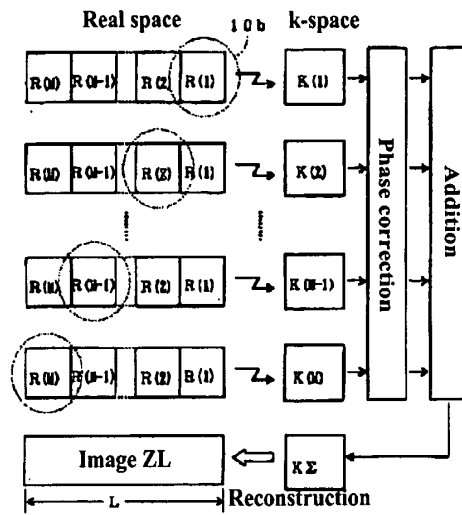 Real space 10b k-space
R(N) R(N-1) R(2) R(1) K(1)
R(N) R(N-1) R(2) R(1) K(2)
R(N) R(N-1) R(2) R(1) K(N-1)
R(N) R(N-1) R(2) R(1) K(N)
Phase correction
Addition
Image ZL KΣ
L Reconstruction